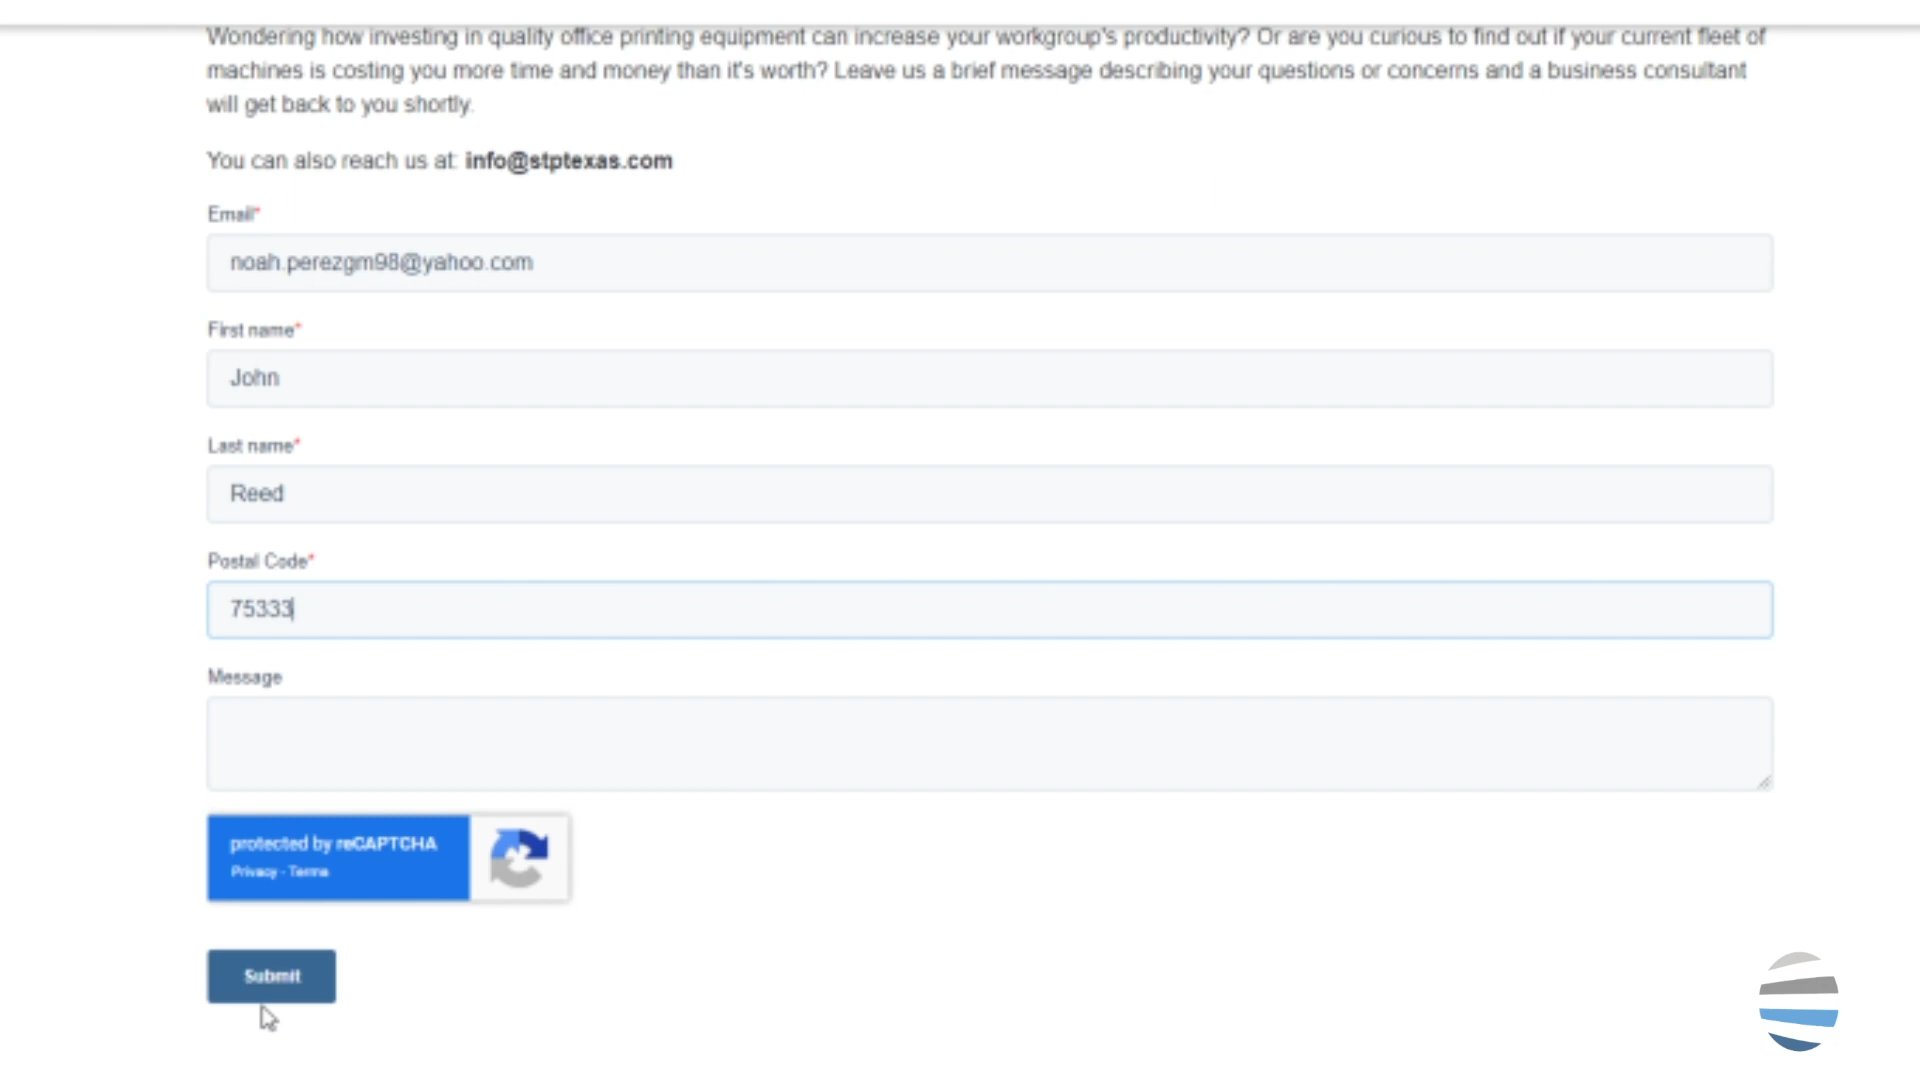 Wondering how investing in quality office printing equipment can increase your workgroup's productivity? Or are you curious to find out if your current fleet of
machines is costing you more time and money than it's worth? Leave us a brief message describing your questions or concerns and a business consultant
will get back to you shortly.
You can also reach us at: info@stptexas.com
Email*
noah.perezgm98@yahoo.com
First name*
John
Last name*
Reed
Postal Code*
75333
Message
protected by reCAPTCHA
Privacy - Terms
Submit